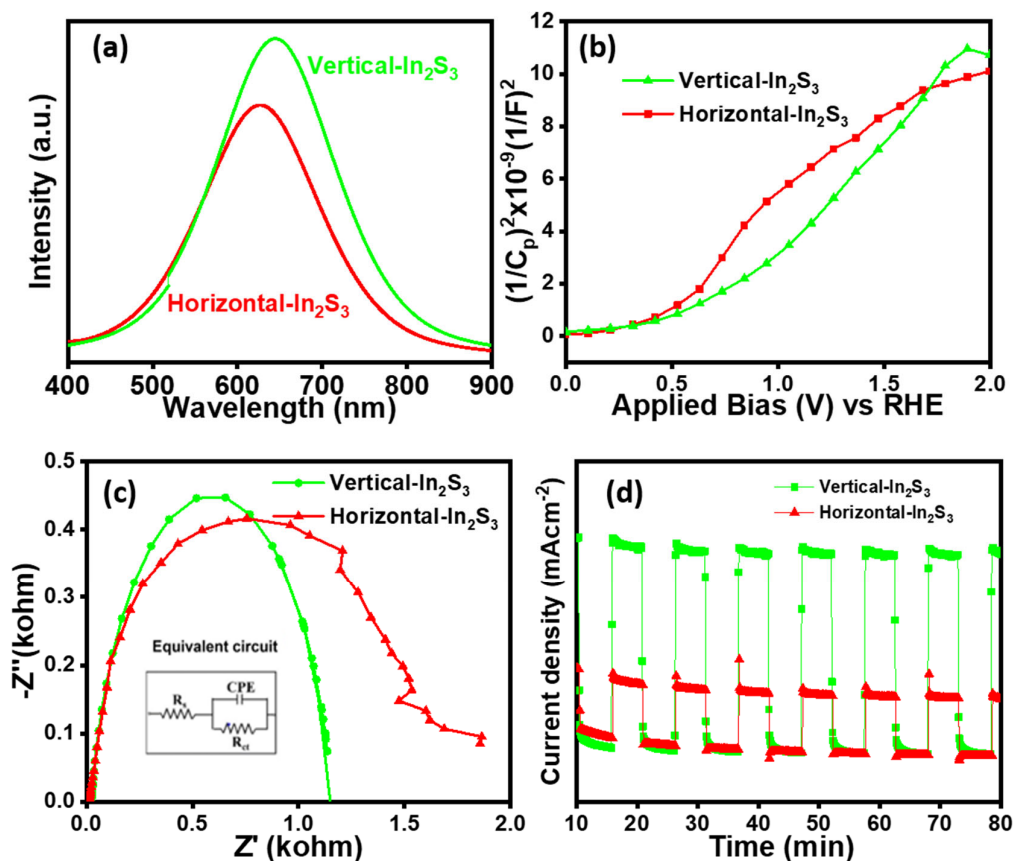 (a)
Vertical-In₂S₃
Horizontal-In₂S₃
Intensity (a.u.)
400 500 600 700 800 900
Wavelength (nm)
(b)
Vertical-In₂S₃
Horizontal-In₂S₃
(1/Cₚ)²x10⁻⁹(1/F)²
12
10
8
6
4
2
0
0.0 0.5 1.0 1.5 2.0
Applied Bias (V) vs RHE
(c)
Vertical-In₂S₃
Horizontal-In₂S₃
-Z"(kohm)
0.5
0.4
0.3
0.2
0.1
0.0
Equivalent circuit
CPE
Rₛ
R_ct
0.0 0.5 1.0 1.5 2.0
Z' (kohm)
(d)
Vertical-In₂S₃
Horizontal-In₂S₃
Current density (mAcm⁻²)
10 20 30 40 50 60 70 80
Time (min)